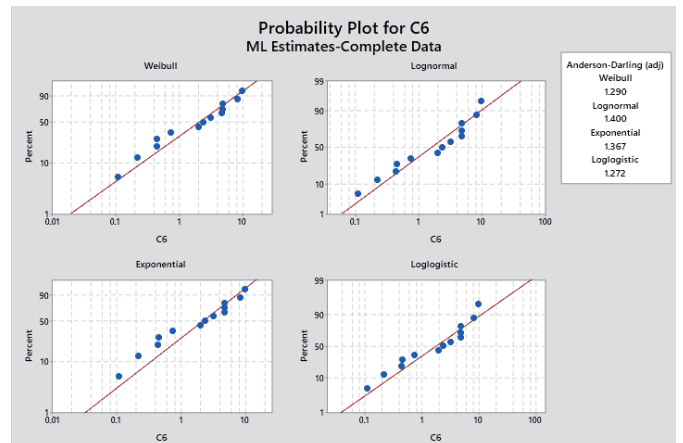 Probability Plot for C6
ML Estimates-Complete Data
Weibull
Percent
90
50
10
1
0.01
0.1
1
10
C6
Lognormal
Percent
99
90
50
10
1
0.1
1
10
100
C6
Anderson-Darling (adj)
Weibull
1.290
Lognormal
1.400
Exponential
1.367
Loglogistic
1.272
Exponential
Percent
90
50
10
1
0.01
0.1
1
10
C6
Loglogistic
Percent
99
90
50
10
1
0.1
1
10
100
C6